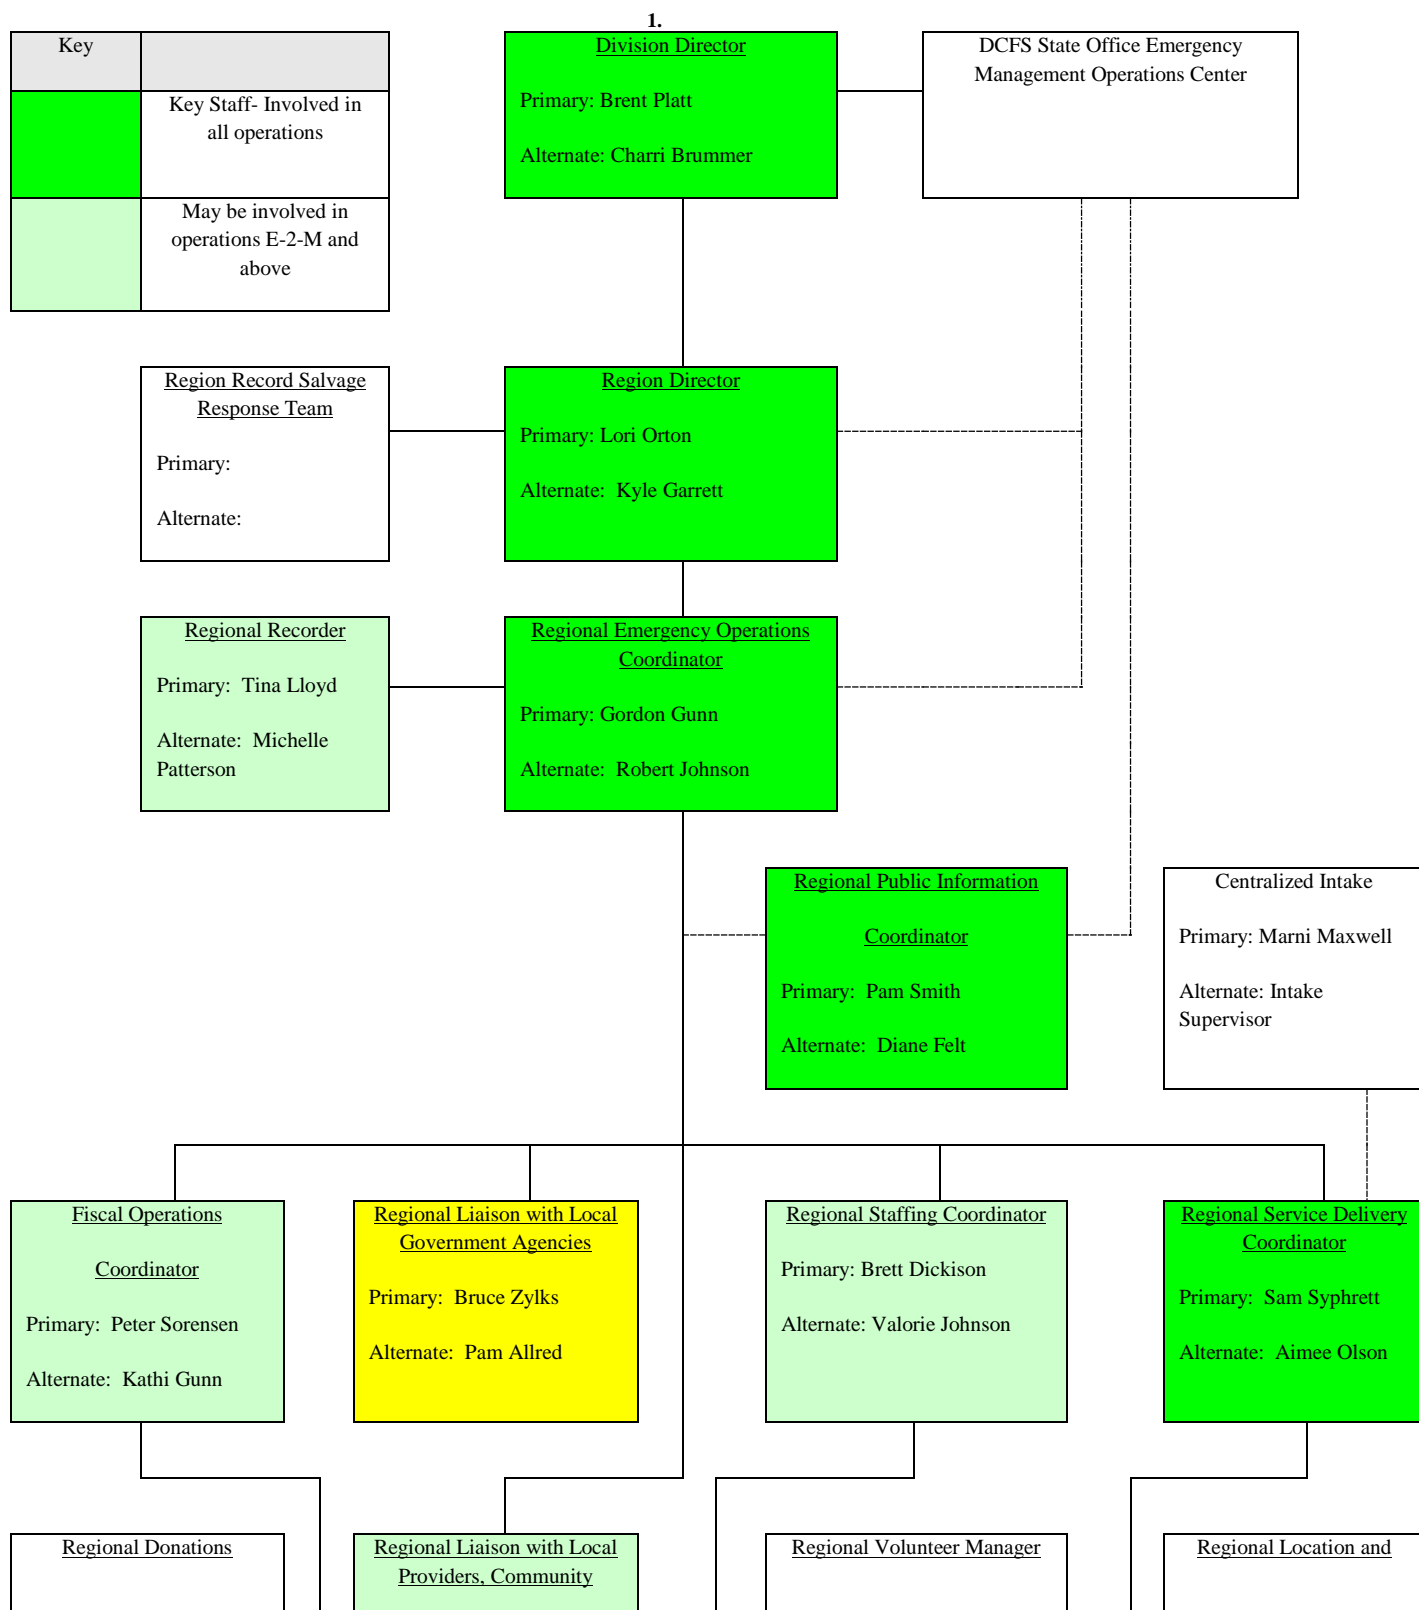 1.
Key
Key Staff- Involved in
all operations
May be involved in
operations E-2-M and
above
Division Director
Primary: Brent Platt
Alternate: Charri Brummer
DCFS State Office Emergency
Management Operations Center
Region Record Salvage
Response Team
Primary:
Alternate:
Region Director
Primary: Lori Orton
Alternate:  Kyle Garrett
Regional Recorder
Primary:  Tina Lloyd
Alternate:  Michelle
Patterson
Regional Emergency Operations
Coordinator
Primary: Gordon Gunn
Alternate:  Robert Johnson
Regional Public Information
Coordinator
Primary:  Pam Smith
Alternate:  Diane Felt
Centralized Intake
Primary: Marni Maxwell
Alternate: Intake
Supervisor
Fiscal Operations
Coordinator
Primary:  Peter Sorensen
Alternate:  Kathi Gunn
Regional Liaison with Local
Government Agencies
Primary:  Bruce Zylks
Alternate:  Pam Allred
Regional Staffing Coordinator
Primary: Brett Dickison
Alternate: Valorie Johnson
Regional Service Delivery
Coordinator
Primary:  Sam Syphrett
Alternate:  Aimee Olson
Regional Donations
Regional Liaison with Local
Providers, Community
Regional Volunteer Manager
Regional Location and